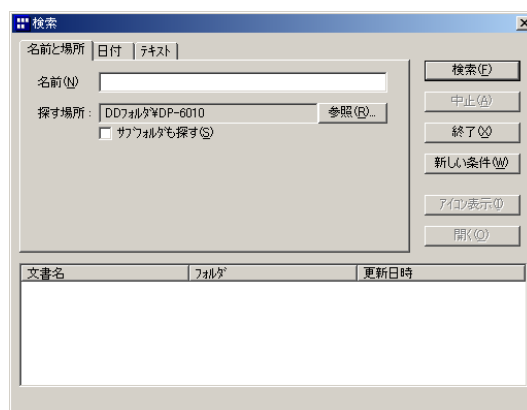 検索
名前と場所 日付 テキスト
名前(N)
探す場所: DDフォルダ¥DP-6010 参照(R)...
サブフォルダも探す(S)
検索(F)
中止(A)
終了(X)
新しい条件(W)
アイコン表示(I)
開く(O)
文書名 フォルダ 更新日時